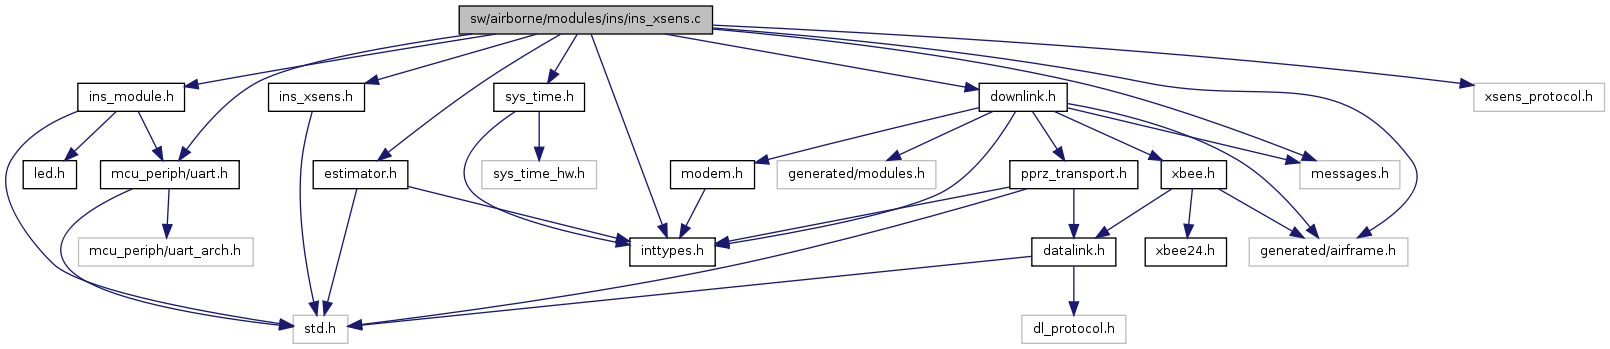 sw/airborne/modules/ins/ins_xsens.c
ins_module.h
ins_xsens.h
sys_time.h
downlink.h
xsens_protocol.h
led.h
mcu_periph/uart.h
estimator.h
sys_time_hw.h
modem.h
generated/modules.h
pprz_transport.h
xbee.h
messages.h
mcu_periph/uart_arch.h
inttypes.h
datalink.h
xbee24.h
generated/airframe.h
std.h
dl_protocol.h